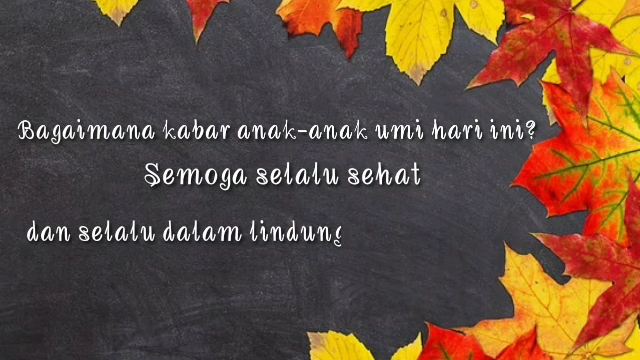 Bagaimana kabar anak-anak umi hari ini?
Semoga selalu sehat
dan selalu dalam lindung